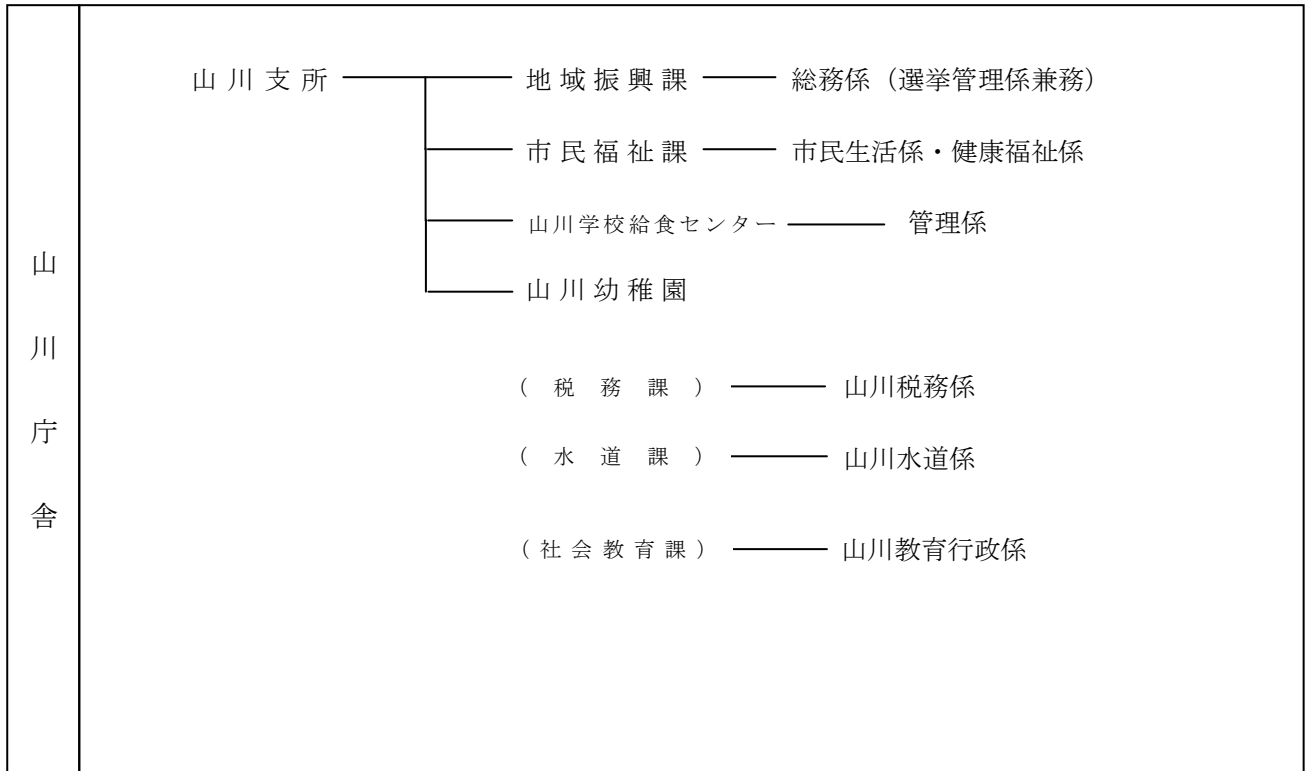 山川庁舎
山川支所 地域振興課 総務係（選挙管理係兼務）
市民福祉課 市民生活係・健康福祉係
山川学校給食センター 管理係
山川幼稚園
（税務課） 山川税務係
（水道課） 山川水道係
（社会教育課） 山川教育行政係